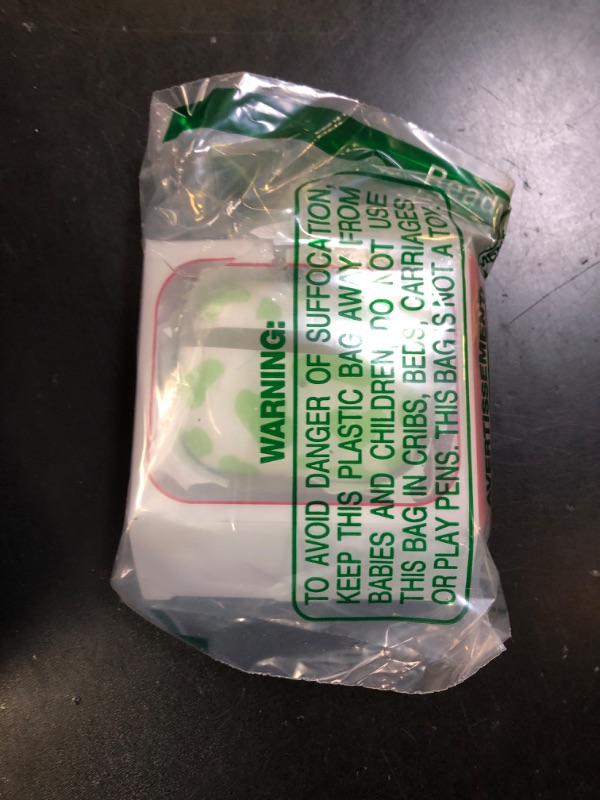 Read
WARNING:
TO AVOID DANGER OF SUFFOCATION,
KEEP THIS PLASTIC BAG AWAY FROM
BABIES AND CHILDREN. DO NOT USE
THIS BAG IN CRIBS, BEDS, CARRIAGES
OR PLAY PENS. THIS BAG IS NOT A TOY.